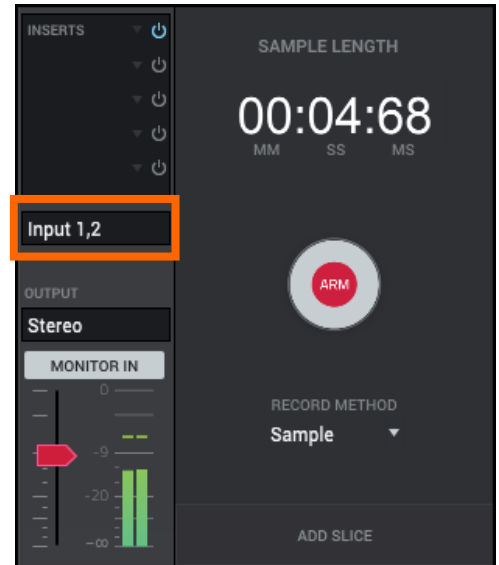 INSERTS
Input 1,2
OUTPUT
Stereo
MONITOR IN
0
-9
-20
-∞
SAMPLE LENGTH
00:04:68
MM SS MS
ARM
RECORD METHOD
Sample
ADD SLICE